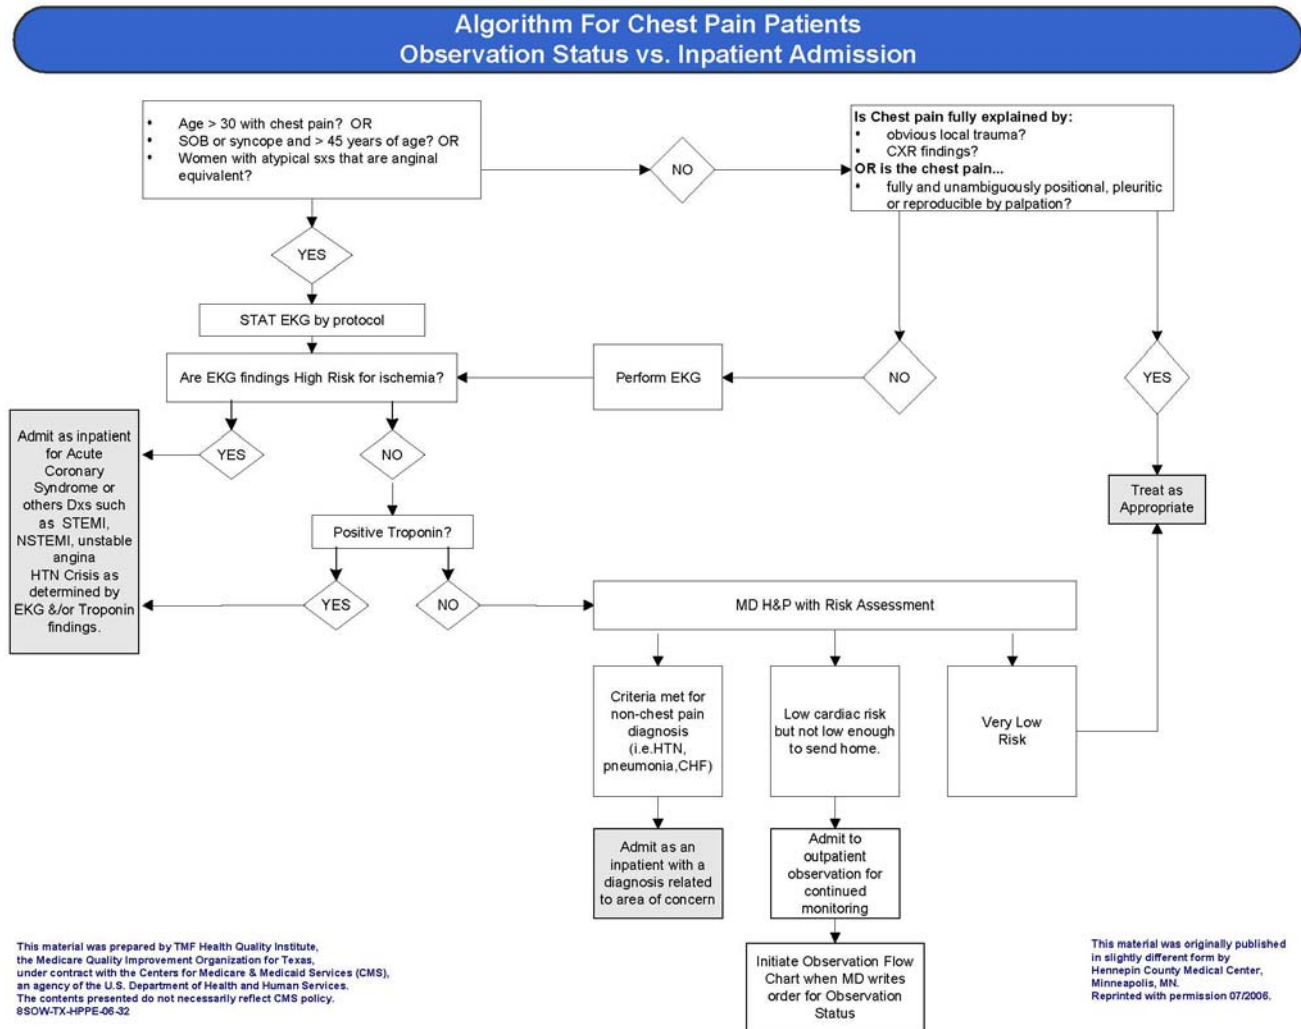 Algorithm For Chest Pain Patients
Observation Status vs. Inpatient Admission
• Age > 30 with chest pain? OR
• SOB or syncope and > 45 years of age? OR
• Women with atypical sxs that are anginal
equivalent?
NO
Is Chest pain fully explained by:
• obvious local trauma?
• CXR findings?
OR is the chest pain...
• fully and unambiguously positional, pleuritic
or reproducible by palpation?
YES
STAT EKG by protocol
Are EKG findings High Risk for ischemia?
Perform EKG
NO
YES
Admit as inpatient
for Acute
Coronary
Syndrome or
others Dxs such
as STEMI,
NSTEMI, unstable
angina
HTN Crisis as
determined by
EKG &/or Troponin
findings.
YES
NO
Treat as
Appropriate
Positive Troponin?
YES
NO
MD H&P with Risk Assessment
Criteria met for
non-chest pain
diagnosis
(i.e.HTN,
pneumonia,CHF)
Low cardiac risk
but not low enough
to send home.
Very Low
Risk
Admit as an
inpatient with a
diagnosis related
to area of concern
Admit to
outpatient
observation for
continued
monitoring
Initiate Observation Flow
Chart when MD writes
order for Observation
Status
This material was prepared by TMF Health Quality Institute,
the Medicare Quality Improvement Organization for Texas,
under contract with the Centers for Medicare & Medicaid Services (CMS),
an agency of the U.S. Department of Health and Human Services.
The contents presented do not necessarily reflect CMS policy.
8SOW-TX-HPPE-06-32
This material was originally published
in slightly different form by
Hennepin County Medical Center,
Minneapolis, MN.
Reprinted with permission 07/2006.